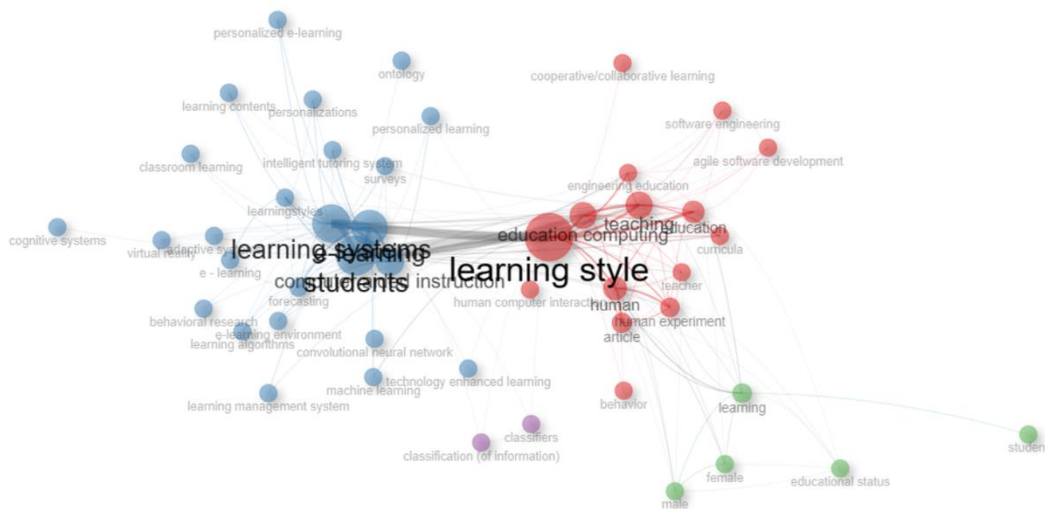 personalized e-learning
ontology
cooperative/collaborative learning
learning contents
personalizations
software engineering
personalized learning
classroom learning
intelligent tutoring system
agile software development
surveys
engineering education
learningstyles
teaching
education
education computing
cognitive systems
virtual reality
learning systems
e-learning
curricula
e - learning
learning style
teacher
computer aided instruction
students
forecasting
human computer
human
behavioral research
human experiment
e-learning environment
learning algorithms
article
convolutional neural network
machine learning
technology enhanced learning
behavior
learning management system
learning
classifiers
classification (of information)
studen
female
educational status
male